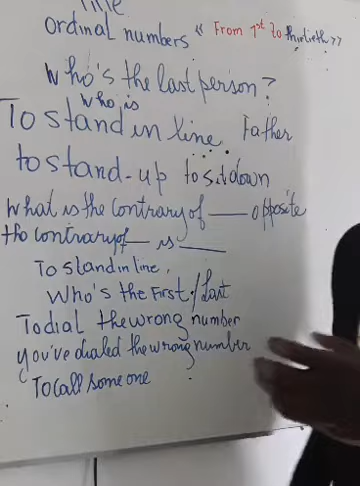 Title
ordinal numbers « From 1st to thirtieth »
Who's the last person?
who is
To stand in line, Father
to stand-up to sit down
What is the contrary of ___ opposite
the contrary of ___ is ___
To stand in line.
Who's the First / Last
To dial the wrong number
you've dialed the wrong number
To call some one